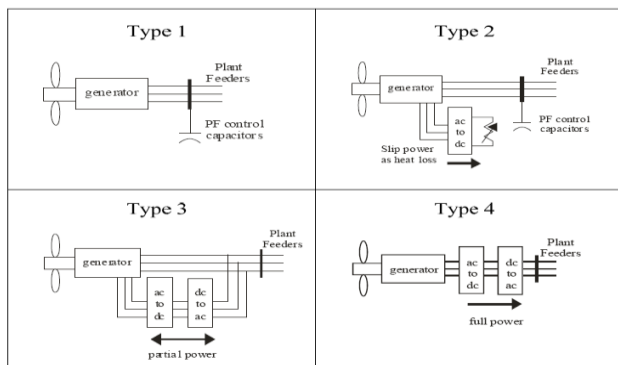 Type 1
Plant
Feeders
generator
PF control
capacitors
Type 2
Plant
Feeders
generator
ac
to
dc
PF control
capacitors
Slip power
as heat loss
Type 3
Plant
Feeders
generator
ac
to
dc
dc
to
ac
partial power
Type 4
Plant
Feeders
generator
ac
to
dc
dc
to
ac
full power